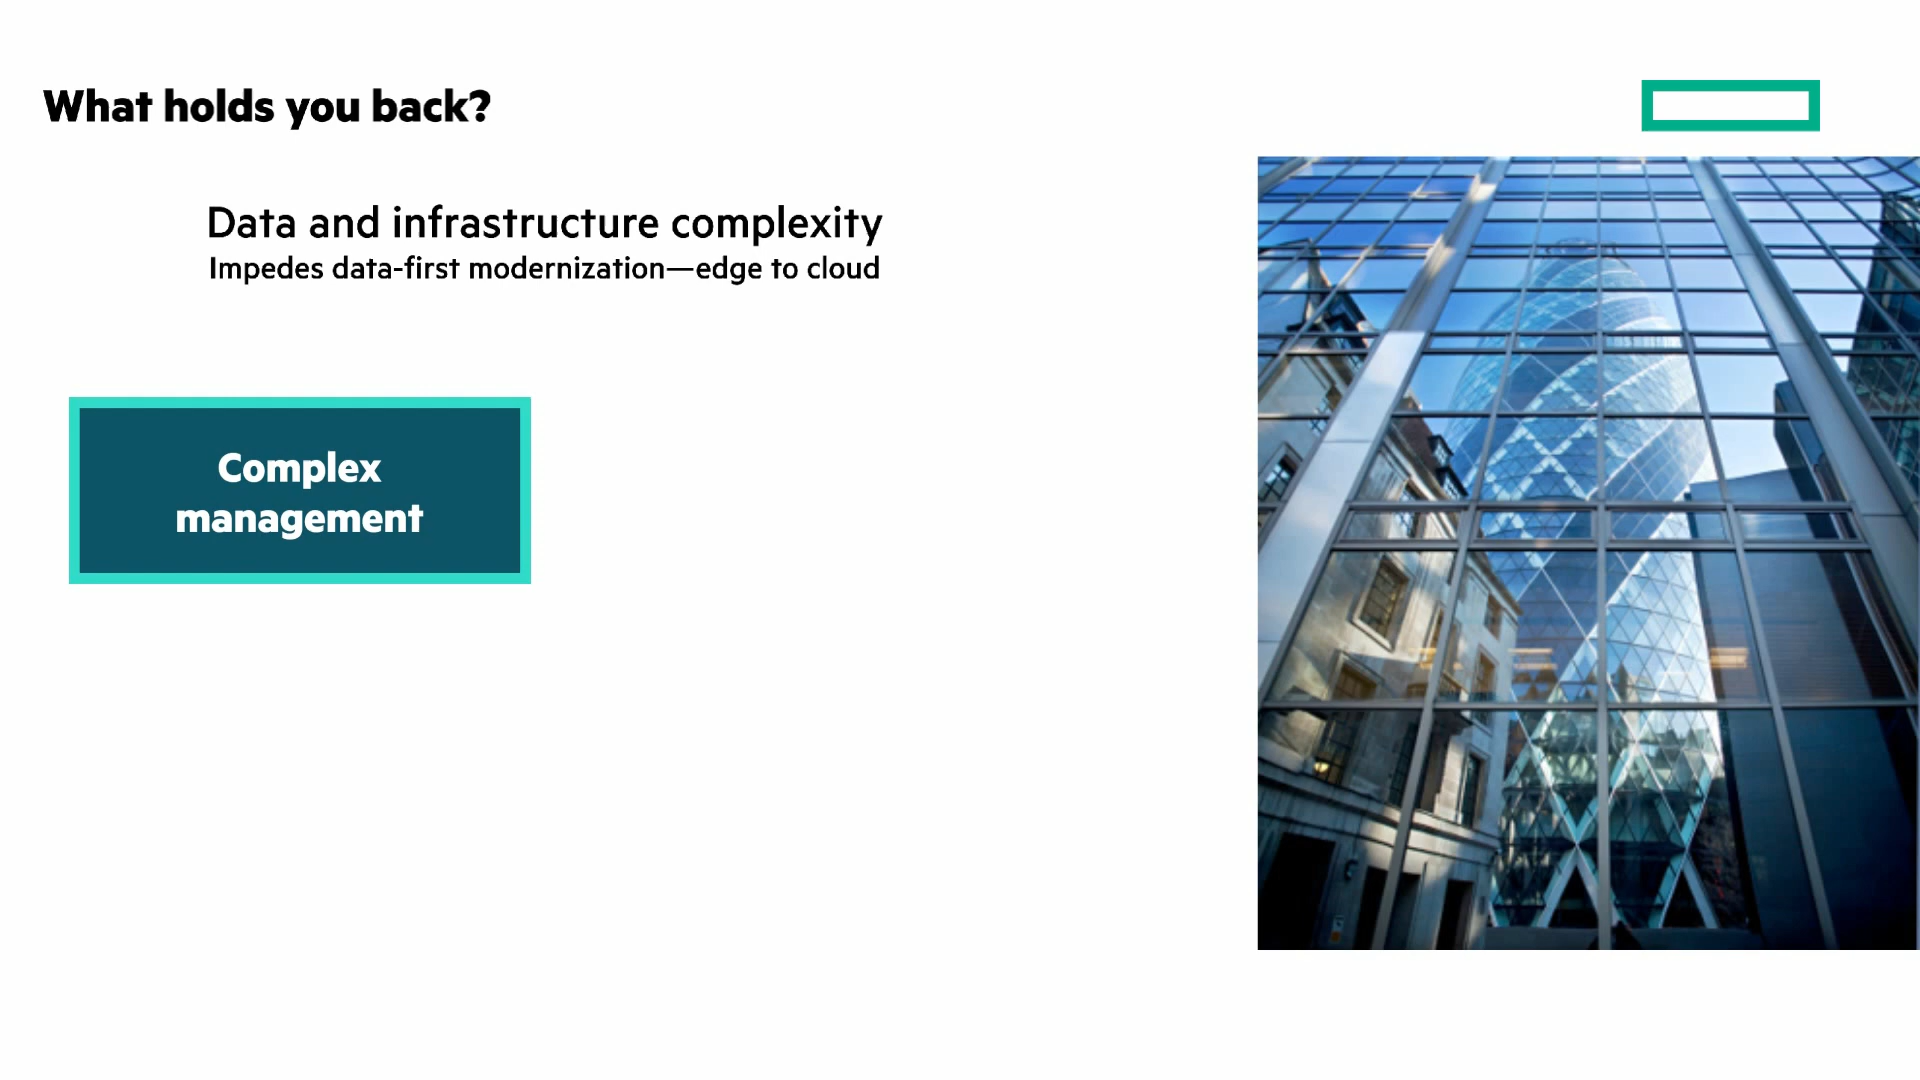 What holds you back?
Data and infrastructure complexity
Impedes data-first modernization—edge to cloud
Complex
management